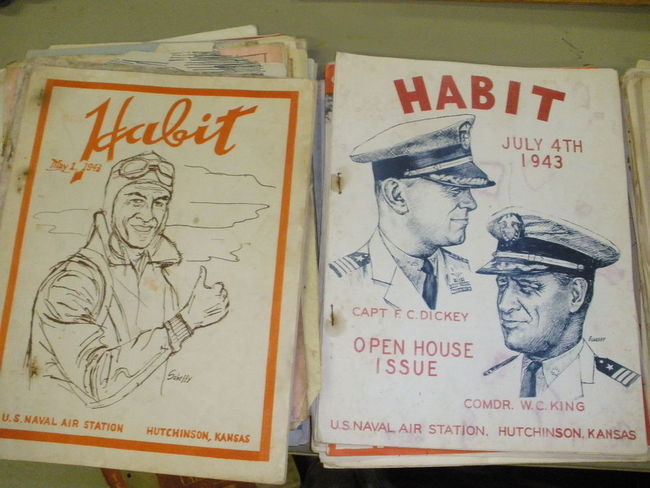 Habit
May 1, 1943
U.S. NAVAL AIR STATION HUTCHINSON, KANSAS
HABIT
JULY 4TH
1943
CAPT F. C. DICKEY
OPEN HOUSE
ISSUE
COMDR. W. C. KING
U.S. NAVAL AIR STATION, HUTCHINSON, KANSAS